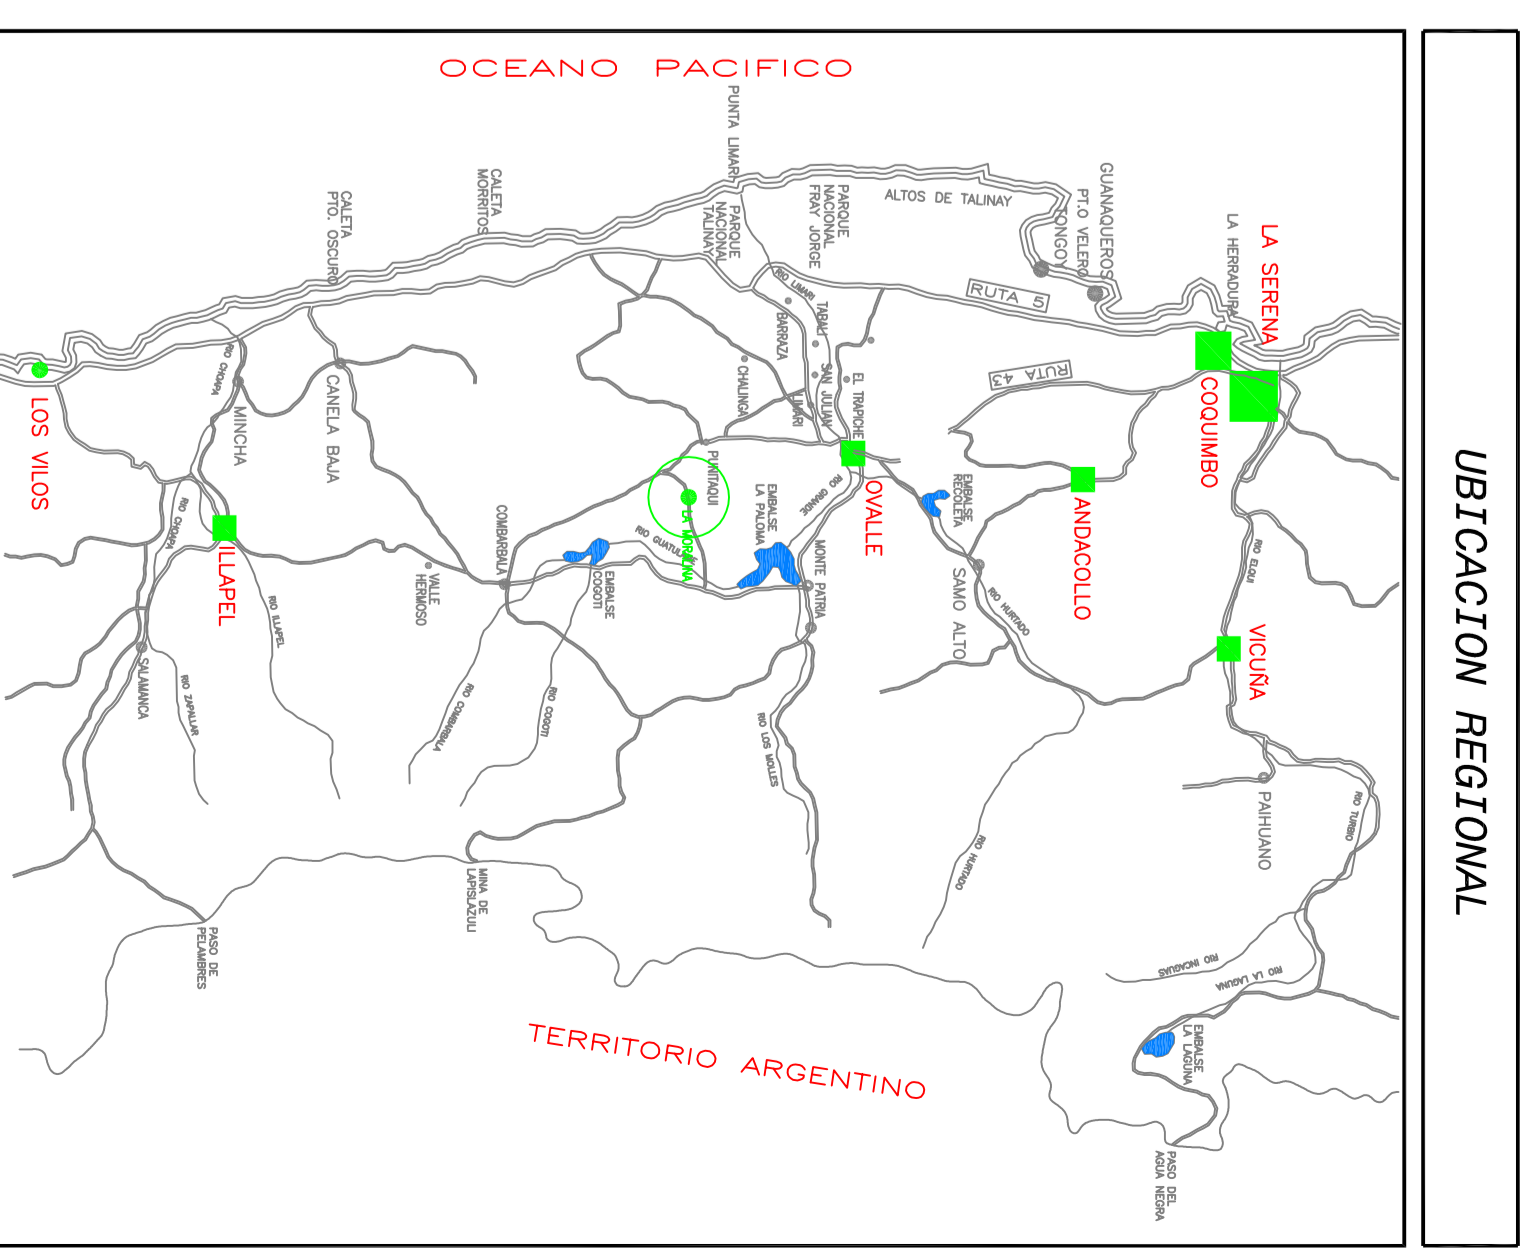 UBICACION REGIONAL
OCEANO PACIFICO
LA SERENA
LA HERRADURA
COQUIMBO
GUANAQUEROS
PT.O VELERO
TONGOY
ALTOS DE TALINAY
RUTA 5
RUTA 43
PARQUE
NACIONAL
FRAY JORGE
PUNTA LIMARI
PARQUE
NACIONAL
TALINAY
CALETA
MORRITOS
CALETA
PTO. OSCURO
RIO LIMARI
TABALI
BARRAZA
SAN JULIAN
EL TRAPICHE
LIMARI
CHALINGA
OVALLE
ANDACOLLO
EMBALSE
RECOLETA
RIO ELQUI
VICUÑA
SAMO ALTO
RIO HURTADO
RIO GRANDE
EMBALSE
LA PALOMA
MONTE PATRIA
PUNITAQUI
LA MORALINA
RIO GUATULAME
EMBALSE
COGOTI
COMBARBALA
VALLE
HERMOSO
CANELA BAJA
MINCHA
RIO CHOAPA
LOS VILOS
RIO CHOAPA
ILLAPEL
RIO ILLAPEL
SALAMANCA
RIO ZAPALLAR
RIO COMBARBALA
RIO COGOTI
RIO LOS MOLLES
PAIHUANO
RIO TURBIO
RIO HURTADO
MINA DE
LAPISLAZULI
PASO DE
PELAMBRES
RIO INCAGUAS
RIO LA LAGUNA
EMBALSE
LA LAGUNA
PASO DEL
AGUA NEGRA
TERRITORIO ARGENTINO